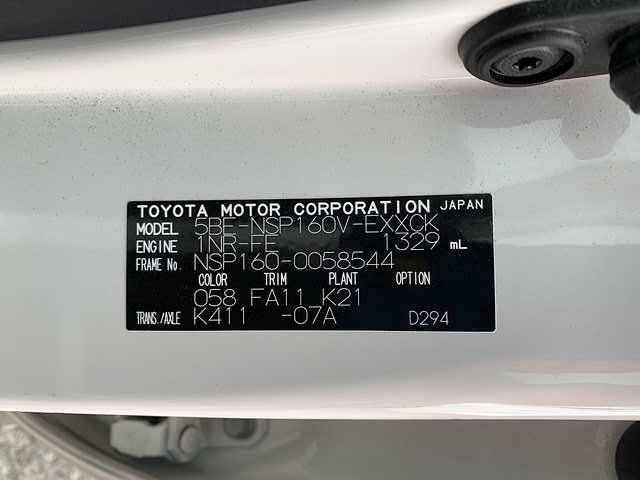 TOYOTA MOTOR CORPORATION JAPAN
MODEL 5BE-NSP160V-EXXCK
ENGINE 1NR-FE 1329 mL
FRAME No. NSP160-0058544
COLOR TRIM PLANT OPTION
058 FA11 K21
TRANS./AXLE K411 -07A D294